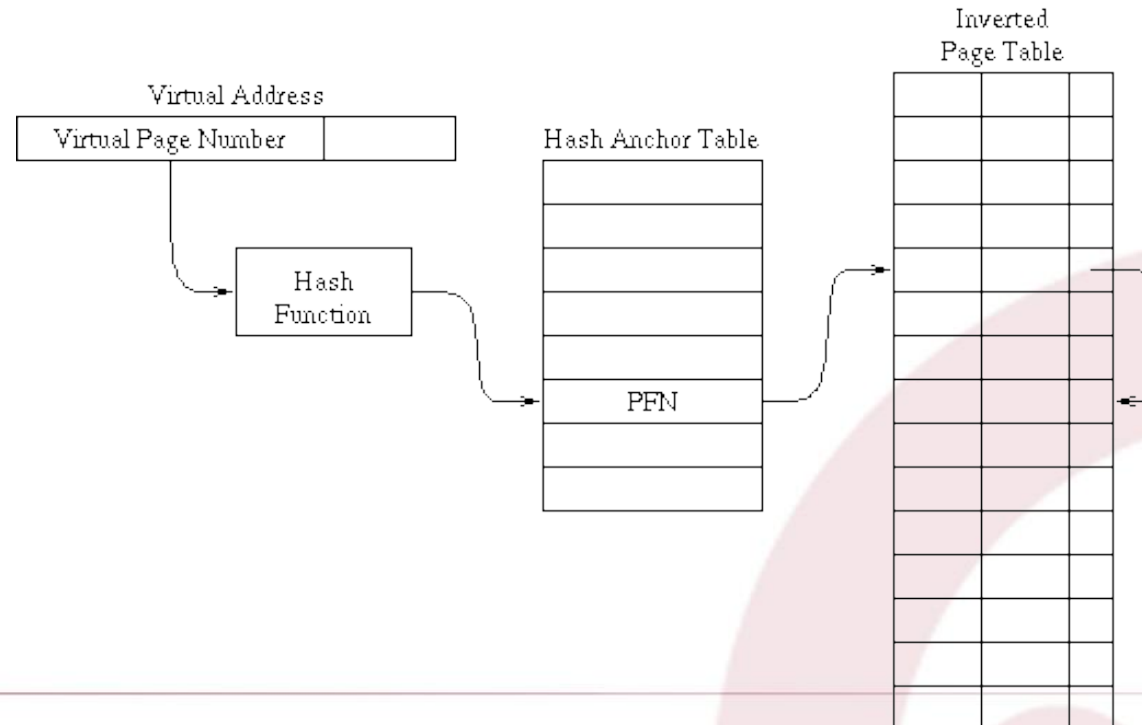 Inverted
Page Table
Virtual Address
Virtual Page Number
Hash Anchor Table
Hash
Function
PFN